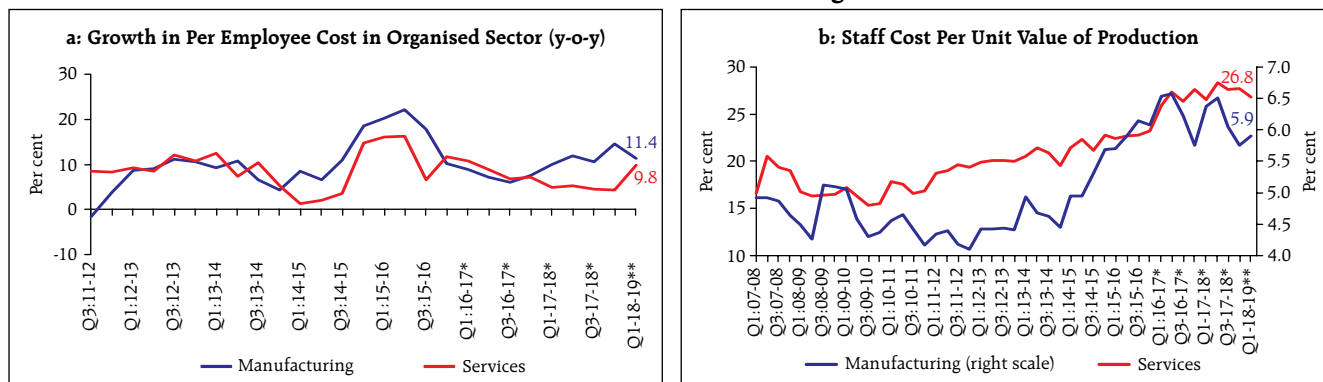 a: Growth in Per Employee Cost in Organised Sector (y-o-y)
Per cent
30
20
10
0
-10
11.4
9.8
Q3:11-12
Q1:12-13
Q3:12-13
Q1:13-14
Q3:13-14
Q1:14-15
Q3:14-15
Q1:15-16
Q3:15-16
Q1:16-17*
Q3-16-17*
Q1-17-18*
Q3-17-18*
Q1-18-19**
Manufacturing
Services
b: Staff Cost Per Unit Value of Production
Per cent
30
25
20
15
10
7.0
6.5
6.0
5.5
5.0
4.5
4.0
Per cent
26.8
5.9
Q1:07-08
Q3:07-08
Q1:08-09
Q3:08-09
Q1:09-10
Q3:09-10
Q1:10-11
Q3:10-11
Q1:11-12
Q3:11-12
Q1:12-13
Q3:12-13
Q1:13-14
Q3:13-14
Q1:14-15
Q3:14-15
Q1:15-16
Q3:15-16
Q1:16-17*
Q3-16-17*
Q1-17-18*
Q3-17-18*
Q1-18-19**
Manufacturing (right scale)
Services